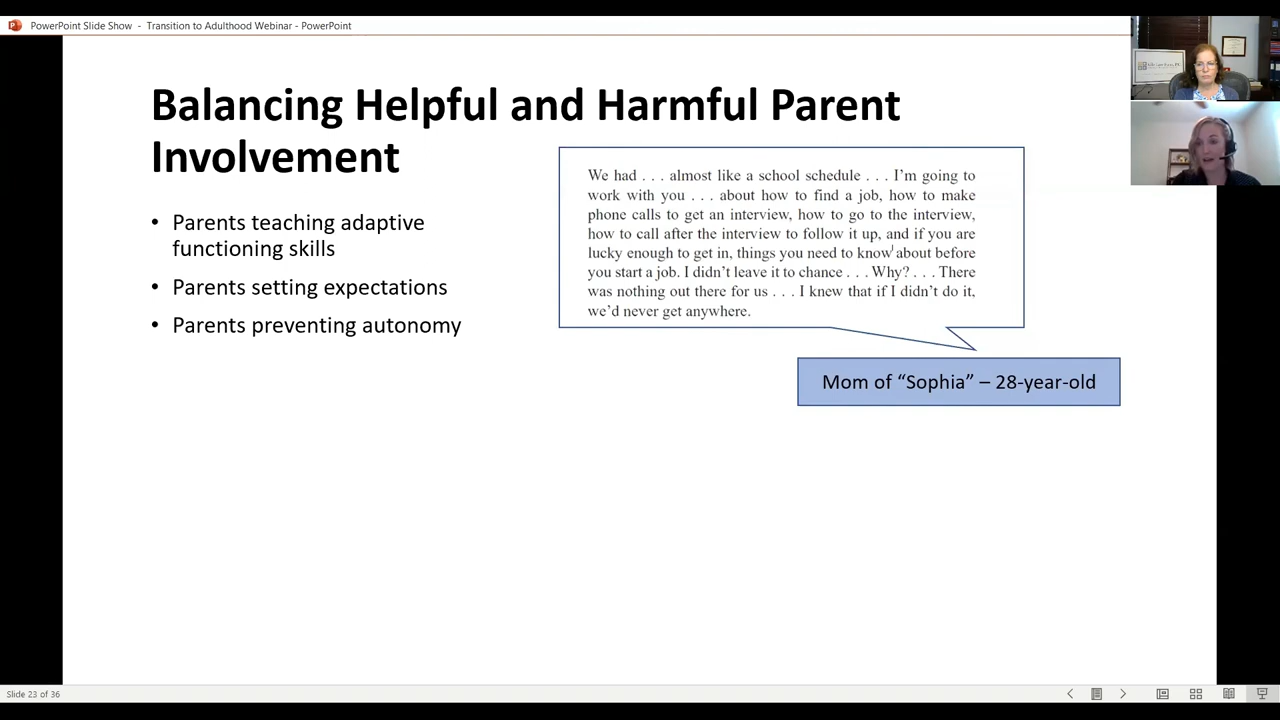 PowerPoint Slide Show - Transition to Adulthood Webinar - PowerPoint
Balancing Helpful and Harmful Parent
Involvement
• Parents teaching adaptive
functioning skills
• Parents setting expectations
• Parents preventing autonomy
We had . . . almost like a school schedule . . . I’m going to
work with you . . . about how to find a job, how to make
phone calls to get an interview, how to go to the interview,
how to call after the interview to follow it up, and if you are
lucky enough to get in, things you need to know about before
you start a job. I didn’t leave it to chance . . . Why? . . . There
was nothing out there for us . . . I knew that if I didn’t do it,
we’d never get anywhere.
Mom of “Sophia” – 28-year-old
Slide 23 of 36